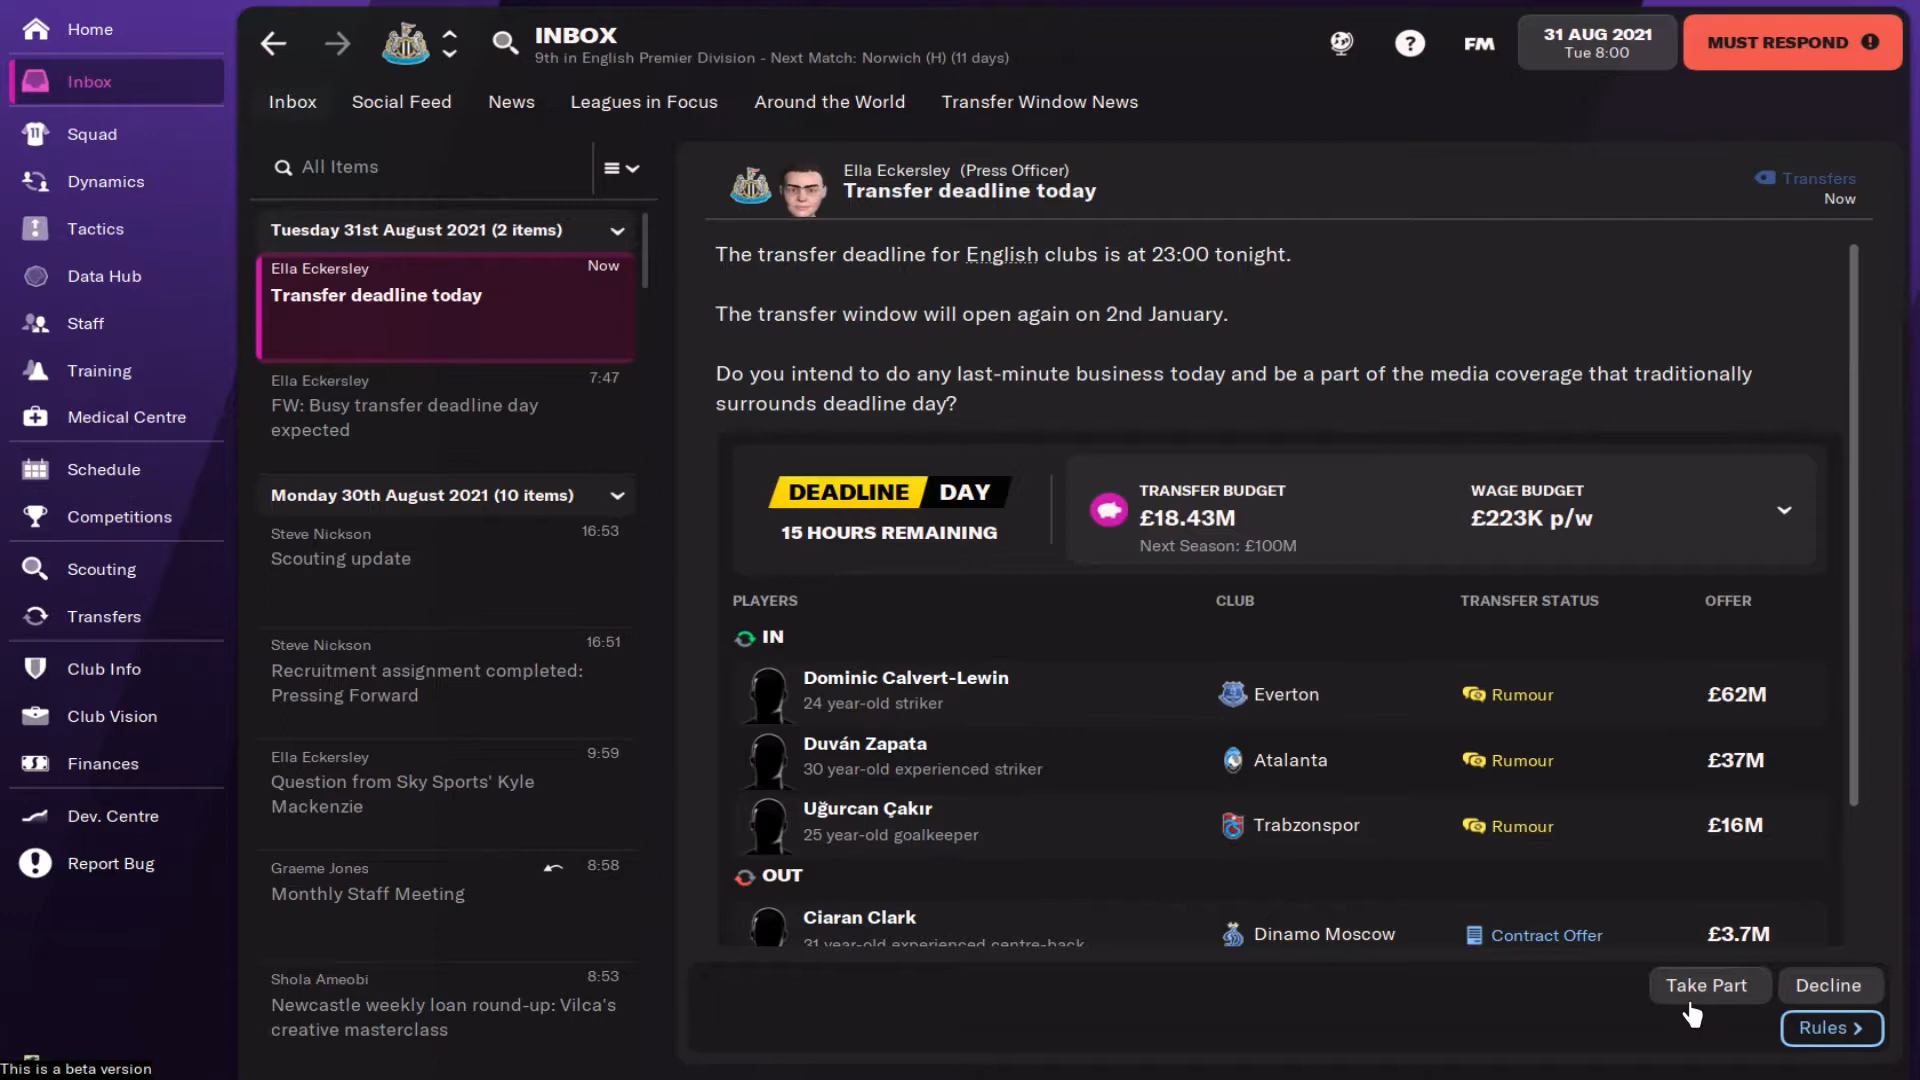 Home
Inbox
Squad
Dynamics
Tactics
Data Hub
Staff
Training
Medical Centre
Schedule
Competitions
Scouting
Transfers
Club Info
Club Vision
Finances
Dev. Centre
Report Bug
This is a beta version
INBOX
9th in English Premier Division - Next Match: Norwich (H) (11 days)
FM
31 AUG 2021
Tue 8:00
MUST RESPOND
Inbox Social Feed News Leagues in Focus Around the World Transfer Window News
All Items
Tuesday 31st August 2021 (2 items)
Ella Eckersley Now
Transfer deadline today
Ella Eckersley 7:47
FW: Busy transfer deadline day
expected
Monday 30th August 2021 (10 items)
Steve Nickson 16:53
Scouting update
Steve Nickson 16:51
Recruitment assignment completed:
Pressing Forward
Ella Eckersley 9:59
Question from Sky Sports' Kyle
Mackenzie
Graeme Jones 8:58
Monthly Staff Meeting
Shola Ameobi 8:53
Newcastle weekly loan round-up: Vilca's
creative masterclass
Ella Eckersley (Press Officer)
Transfer deadline today
Transfers
Now
The transfer deadline for English clubs is at 23:00 tonight.
The transfer window will open again on 2nd January.
Do you intend to do any last-minute business today and be a part of the media coverage that traditionally
surrounds deadline day?
DEADLINE DAY
15 HOURS REMAINING
TRANSFER BUDGET
£18.43M
Next Season: £100M
WAGE BUDGET
£223K p/w
PLAYERS CLUB TRANSFER STATUS OFFER
IN
Dominic Calvert-Lewin
24 year-old striker
Everton Rumour £62M
Duván Zapata
30 year-old experienced striker
Atalanta Rumour £37M
Uğurcan Çakır
25 year-old goalkeeper
Trabzonspor Rumour £16M
OUT
Ciaran Clark
31 year-old experienced centre-back
Dinamo Moscow Contract Offer £3.7M
Take Part Decline
Rules